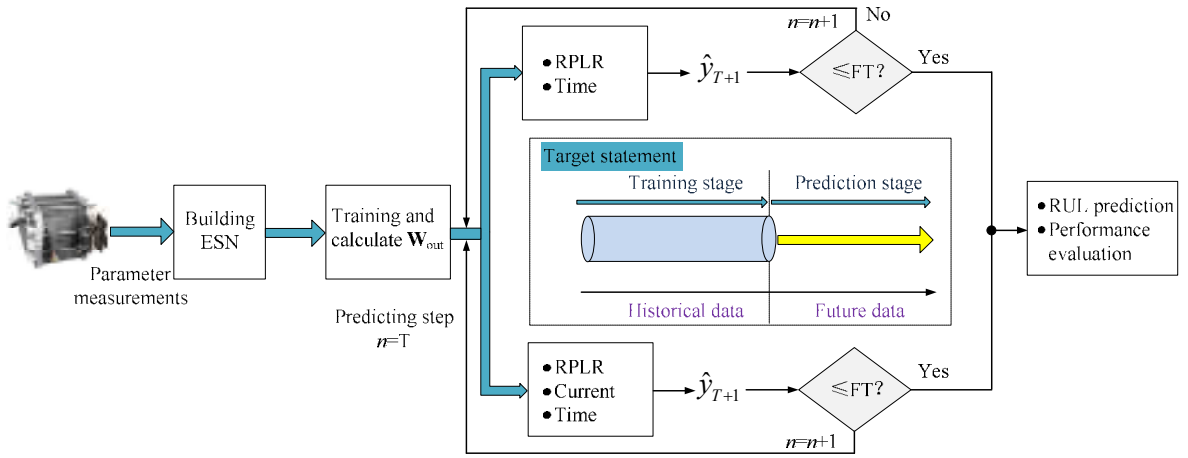 n=n+1
No
● RPLR
● Time
ŷT+1
≤FT?
Yes
Target statement
Training stage
Prediction stage
Historical data
Future data
Parameter
measurements
Building
ESN
Training and
calculate Wout
Predicting step
n=T
● RPLR
● Current
● Time
ŷT+1
≤FT?
Yes
n=n+1
● RUL prediction
● Performance
evaluation